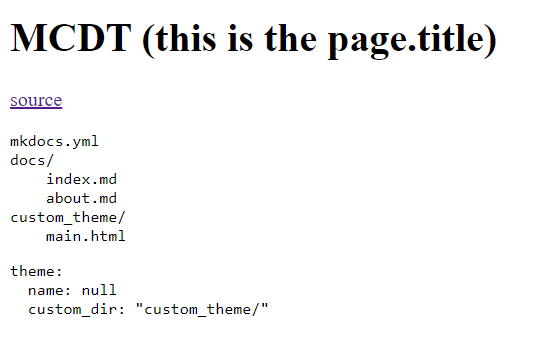 MCDT (this is the page.title)
source
mkdocs.yml
docs/
    index.md
    about.md
custom_theme/
    main.html
theme:
  name: null
  custom_dir: "custom_theme/"